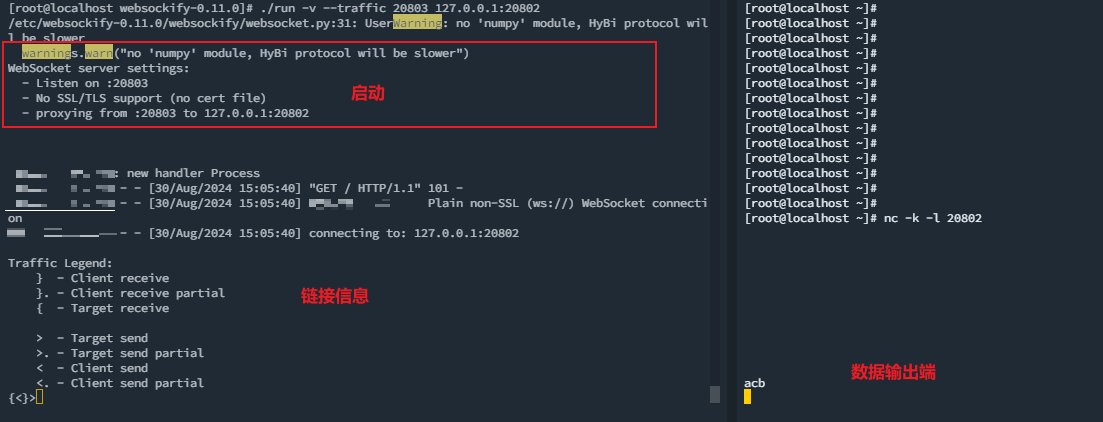 [root@localhost websockify-0.11.0]# ./run -v --traffic 20803 127.0.0.1:20802
/etc/websockify-0.11.0/websockify/websocket.py:31: UserWarning: no 'numpy' module, HyBi protocol wil
l be slower
warnings.warn("no 'numpy' module, HyBi protocol will be slower")
WebSocket server settings:
- Listen on :20803
- No SSL/TLS support (no cert file)
- proxying from :20803 to 127.0.0.1:20802
启动
: new handler Process
- - [30/Aug/2024 15:05:40] "GET / HTTP/1.1" 101 -
- - [30/Aug/2024 15:05:40] Plain non-SSL (ws://) WebSocket connecti
on
- - [30/Aug/2024 15:05:40] connecting to: 127.0.0.1:20802
Traffic Legend:
} - Client receive
}. - Client receive partial
{ - Target receive
> - Target send
>. - Target send partial
< - Client send
<. - Client send partial
{<}>
链接信息
[root@localhost ~]#
[root@localhost ~]#
[root@localhost ~]#
[root@localhost ~]#
[root@localhost ~]#
[root@localhost ~]#
[root@localhost ~]#
[root@localhost ~]#
[root@localhost ~]#
[root@localhost ~]#
[root@localhost ~]#
[root@localhost ~]#
[root@localhost ~]#
[root@localhost ~]#
[root@localhost ~]# nc -k -l 20802
数据输出端
acb